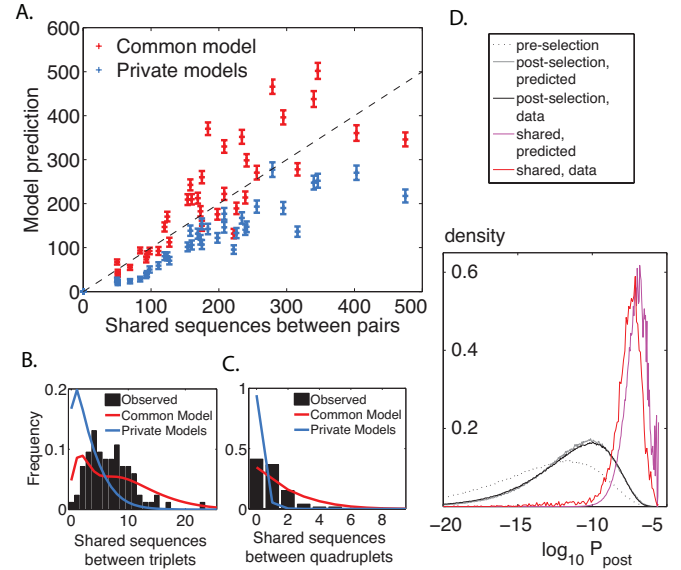 A.
Common model
Private models
Model prediction
600
500
400
300
200
100
0
0
100
200
300
400
500
Shared sequences between pairs
B.
Observed
Common Model
Private Models
Frequency
0.2
0.1
0
0
10
20
Shared sequences
between triplets
C.
Observed
Common Model
Private Models
1
0.5
0
0
2
4
6
8
Shared sequences
between quadruplets
D.
pre-selection
post-selection,
predicted
post-selection,
data
shared,
predicted
shared, data
density
0.6
0.4
0.2
−20
−15
−10
−5
log10 Ppost